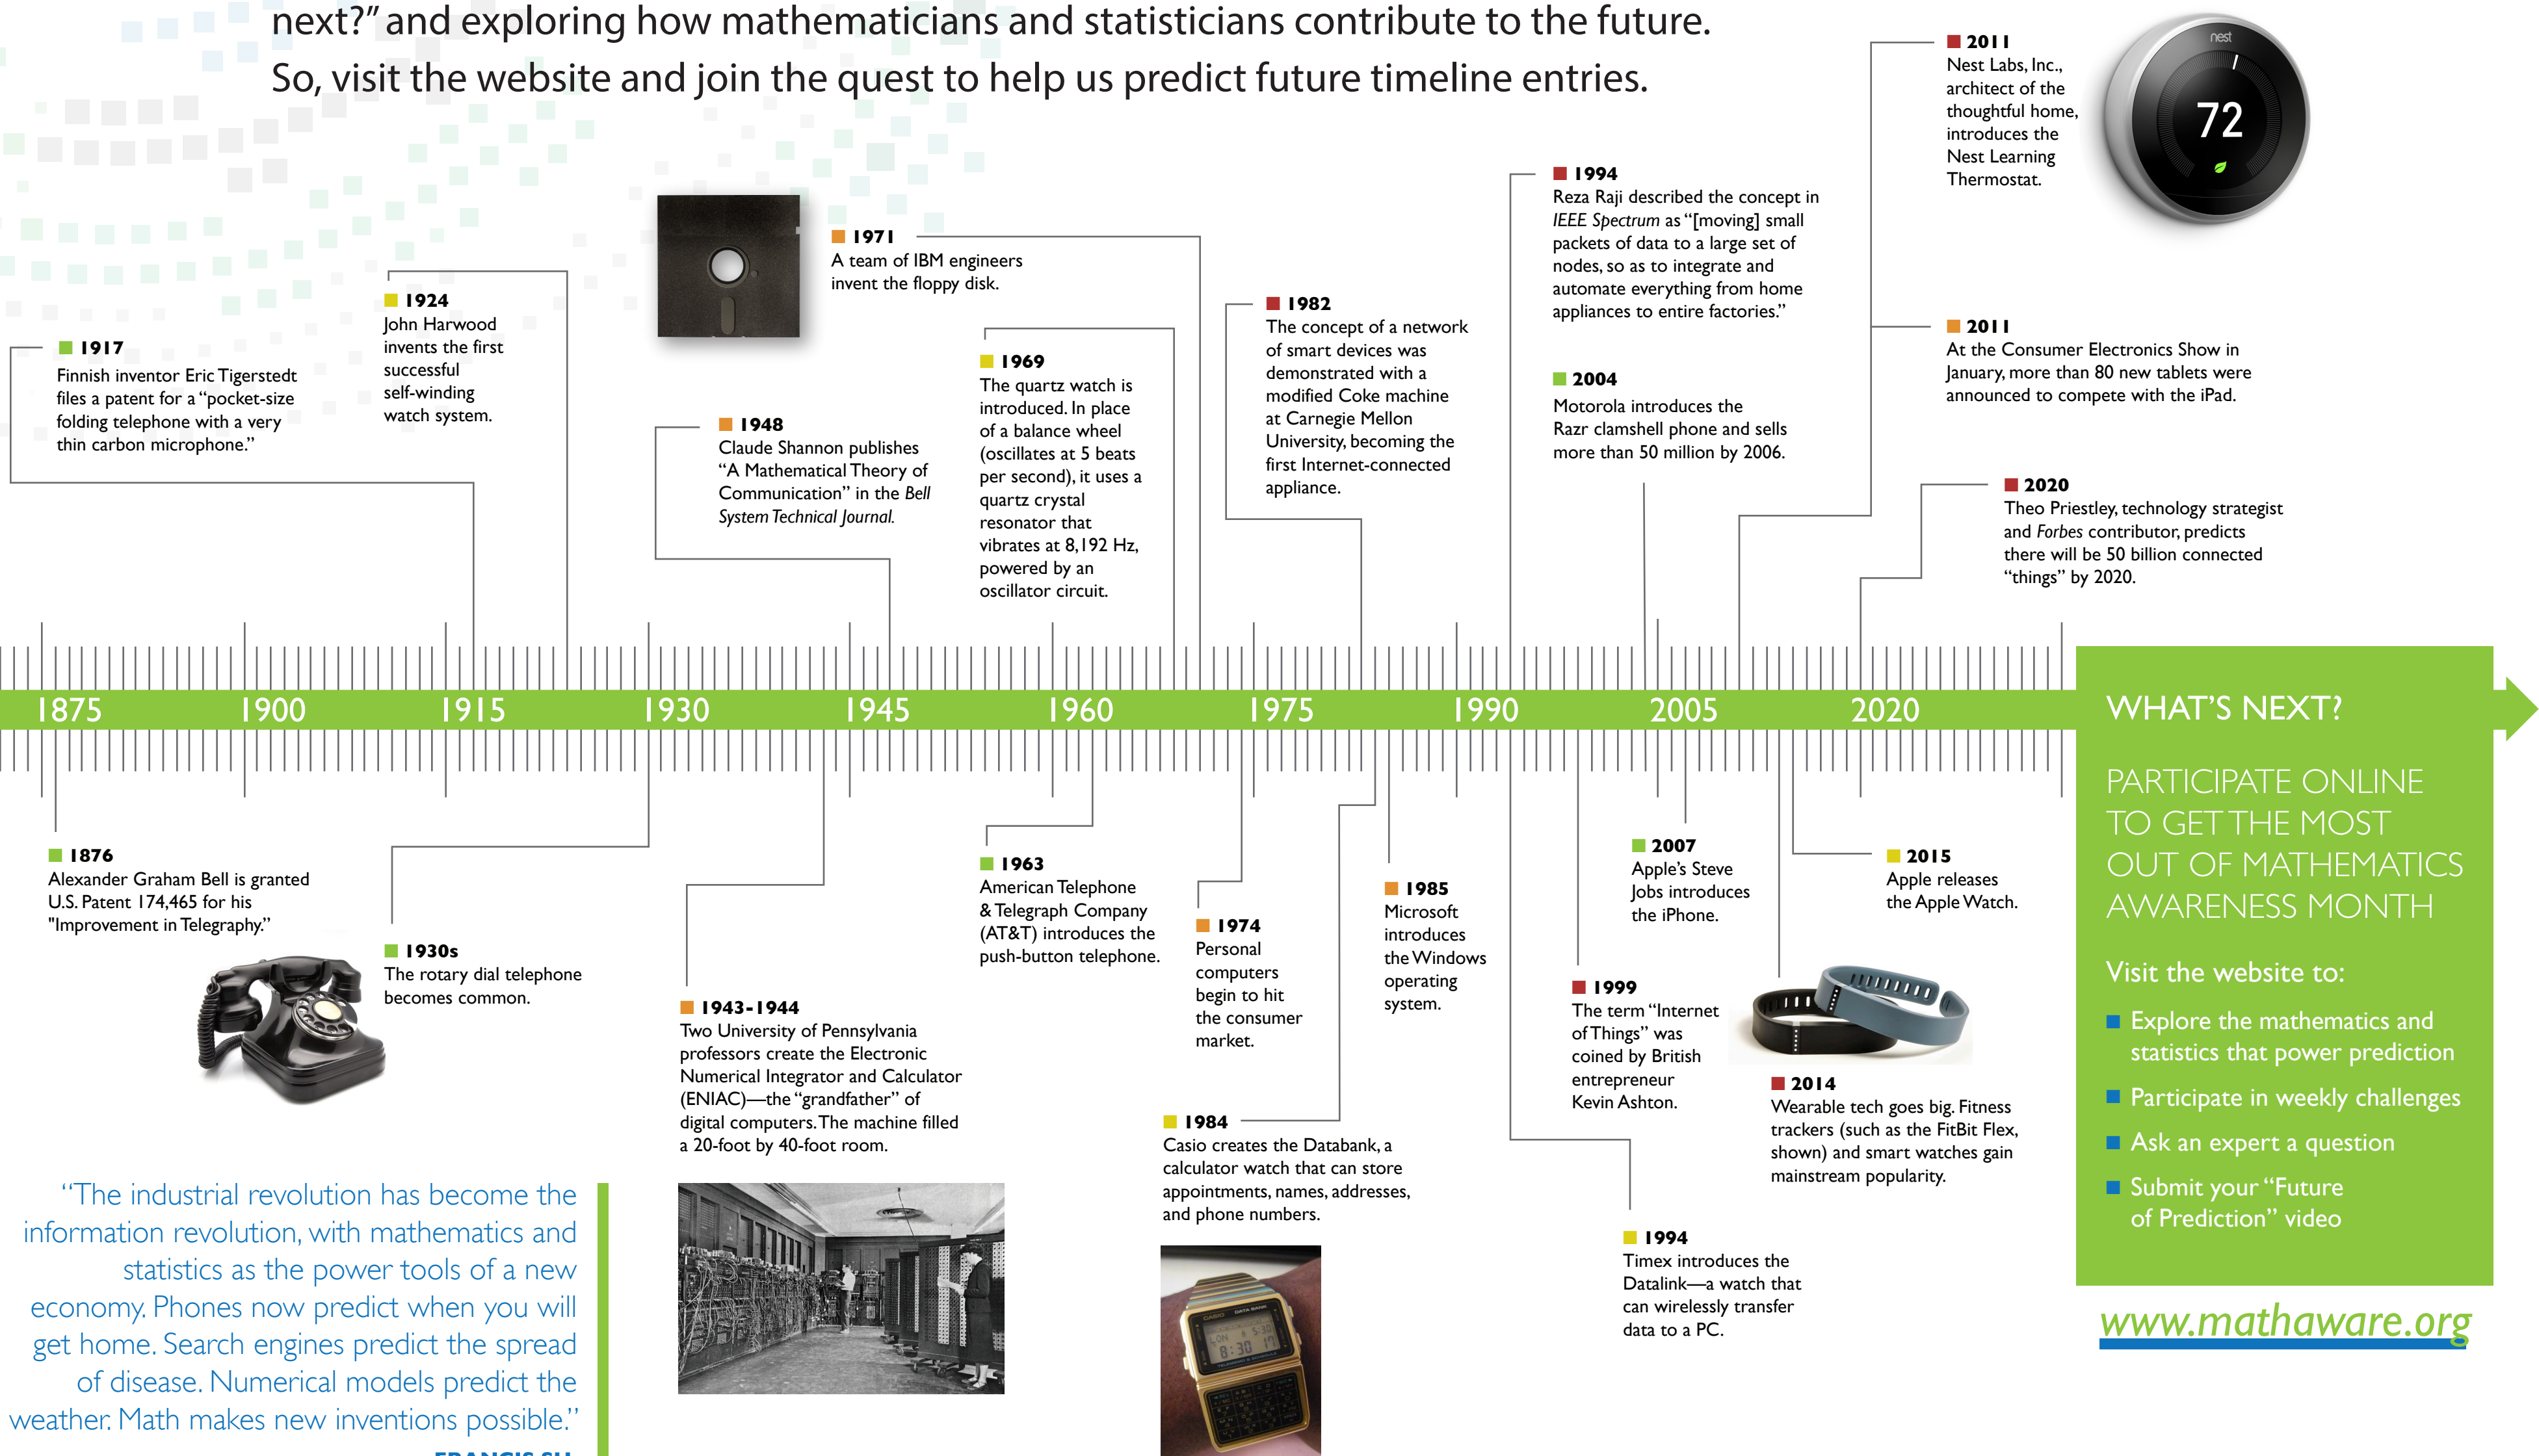 next?” and exploring how mathematicians and statisticians contribute to the future.
So, visit the website and join the quest to help us predict future timeline entries.
1917
Finnish inventor Eric Tigerstedt
files a patent for a “pocket-size
folding telephone with a very
thin carbon microphone.”
1924
John Harwood
invents the first
successful
self-winding
watch system.
1971
A team of IBM engineers
invent the floppy disk.
1948
Claude Shannon publishes
“A Mathematical Theory of
Communication” in the Bell
System Technical Journal.
1969
The quartz watch is
introduced. In place
of a balance wheel
(oscillates at 5 beats
per second), it uses a
quartz crystal
resonator that
vibrates at 8,192 Hz,
powered by an
oscillator circuit.
1982
The concept of a network
of smart devices was
demonstrated with a
modified Coke machine
at Carnegie Mellon
University, becoming the
first Internet-connected
appliance.
1994
Reza Raji described the concept in
IEEE Spectrum as “[moving] small
packets of data to a large set of
nodes, so as to integrate and
automate everything from home
appliances to entire factories.”
2004
Motorola introduces the
Razr clamshell phone and sells
more than 50 million by 2006.
2011
Nest Labs, Inc.,
architect of the
thoughtful home,
introduces the
Nest Learning
Thermostat.
nest
72
2011
At the Consumer Electronics Show in
January, more than 80 new tablets were
announced to compete with the iPad.
2020
Theo Priestley, technology strategist
and Forbes contributor, predicts
there will be 50 billion connected
“things” by 2020.
1875 1900 1915 1930 1945 1960 1975 1990 2005 2020
1876
Alexander Graham Bell is granted
U.S. Patent 174,465 for his
"Improvement in Telegraphy.”
1930s
The rotary dial telephone
becomes common.
1943-1944
Two University of Pennsylvania
professors create the Electronic
Numerical Integrator and Calculator
(ENIAC)—the “grandfather” of
digital computers. The machine filled
a 20-foot by 40-foot room.
1963
American Telephone
& Telegraph Company
(AT&T) introduces the
push-button telephone.
1974
Personal
computers
begin to hit
the consumer
market.
1984
Casio creates the Databank, a
calculator watch that can store
appointments, names, addresses,
and phone numbers.
CASIO DATA BANK
8:30
1985
Microsoft
introduces
the Windows
operating
system.
1999
The term “Internet
of Things” was
coined by British
entrepreneur
Kevin Ashton.
2007
Apple’s Steve
Jobs introduces
the iPhone.
2015
Apple releases
the Apple Watch.
2014
Wearable tech goes big. Fitness
trackers (such as the FitBit Flex,
shown) and smart watches gain
mainstream popularity.
1994
Timex introduces the
Datalink—a watch that
can wirelessly transfer
data to a PC.
“The industrial revolution has become the
information revolution, with mathematics and
statistics as the power tools of a new
economy. Phones now predict when you will
get home. Search engines predict the spread
of disease. Numerical models predict the
weather. Math makes new inventions possible.”
FRANCIS SU
WHAT’S NEXT?
PARTICIPATE ONLINE
TO GET THE MOST
OUT OF MATHEMATICS
AWARENESS MONTH
Visit the website to:
Explore the mathematics and
statistics that power prediction
Participate in weekly challenges
Ask an expert a question
Submit your “Future
of Prediction” video
www.mathaware.org